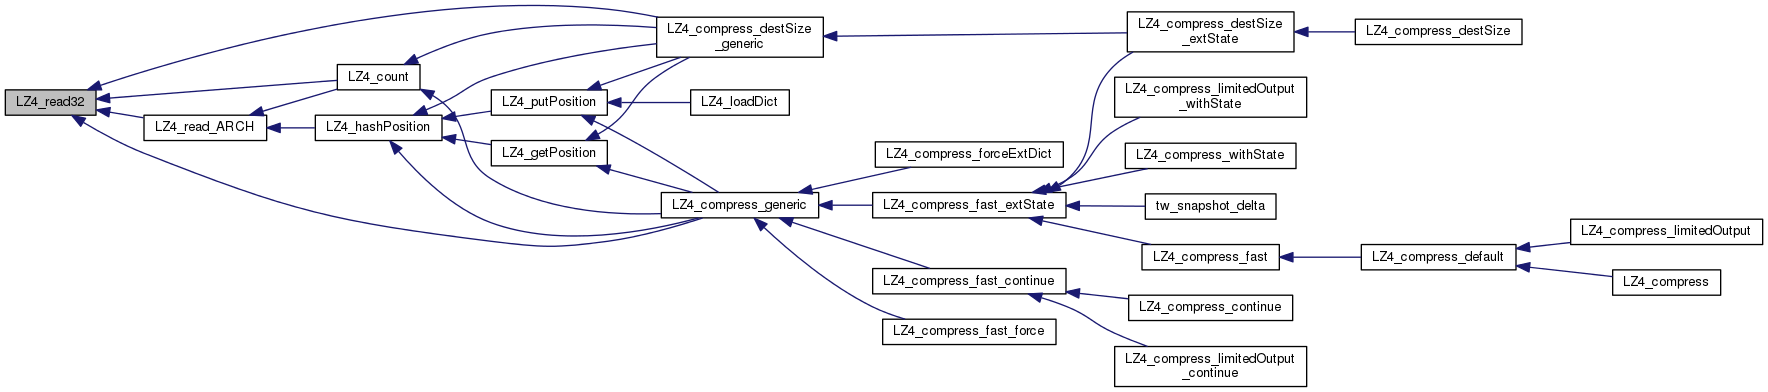 LZ4_read32
LZ4_read_ARCH
LZ4_count
LZ4_hashPosition
LZ4_putPosition
LZ4_getPosition
LZ4_compress_destSize
_generic
LZ4_loadDict
LZ4_compress_generic
LZ4_compress_forceExtDict
LZ4_compress_fast_extState
LZ4_compress_fast_continue
LZ4_compress_fast_force
LZ4_compress_destSize
_extState
LZ4_compress_limitedOutput
_withState
LZ4_compress_withState
tw_snapshot_delta
LZ4_compress_fast
LZ4_compress_continue
LZ4_compress_limitedOutput
_continue
LZ4_compress_destSize
LZ4_compress_default
LZ4_compress_limitedOutput
LZ4_compress